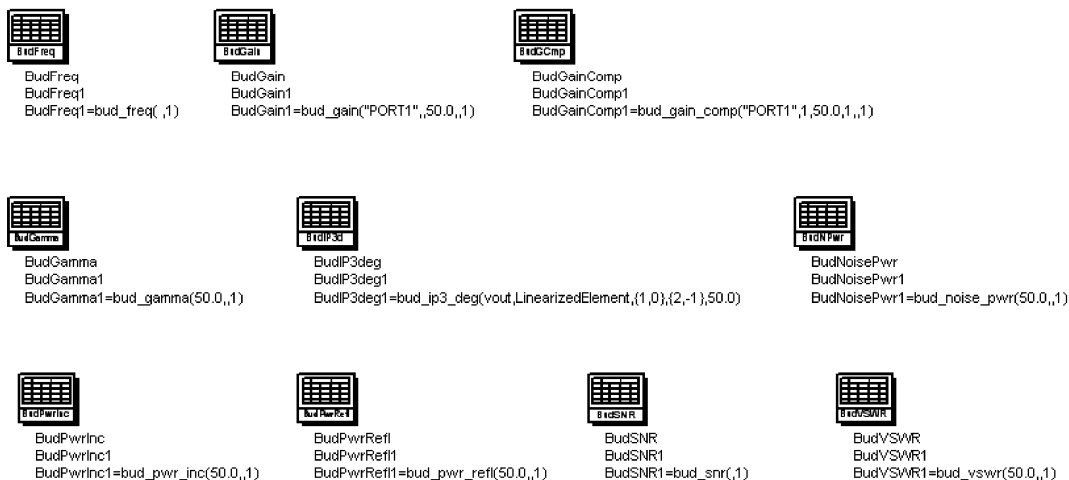 BudFreq
BudGain
BudGCmp
BudFreq
BudFreq1
BudFreq1=bud_freq( ,1)
BudGain
BudGain1
BudGain1=bud_gain("PORT1",,50.0,,1)
BudGainComp
BudGainComp1
BudGainComp1=bud_gain_comp("PORT1",1,50.0,1,,1)
BudGamma
BudIP3d
BudNPwr
BudGamma
BudGamma1
BudGamma1=bud_gamma(50.0,,1)
BudIP3deg
BudIP3deg1
BudIP3deg1=bud_ip3_deg(vout,LinearizedElement,{1,0},{2,-1},50.0)
BudNoisePwr
BudNoisePwr1
BudNoisePwr1=bud_noise_pwr(50.0,,1)
BudPwrInc
BudPwrRefl
BudSNR
BudVSWR
BudPwrInc
BudPwrInc1
BudPwrInc1=bud_pwr_inc(50.0,,1)
BudPwrRefl
BudPwrRefl1
BudPwrRefl1=bud_pwr_refl(50.0,,1)
BudSNR
BudSNR1
BudSNR1=bud_snr(,1)
BudVSWR
BudVSWR1
BudVSWR1=bud_vswr(50.0,,1)